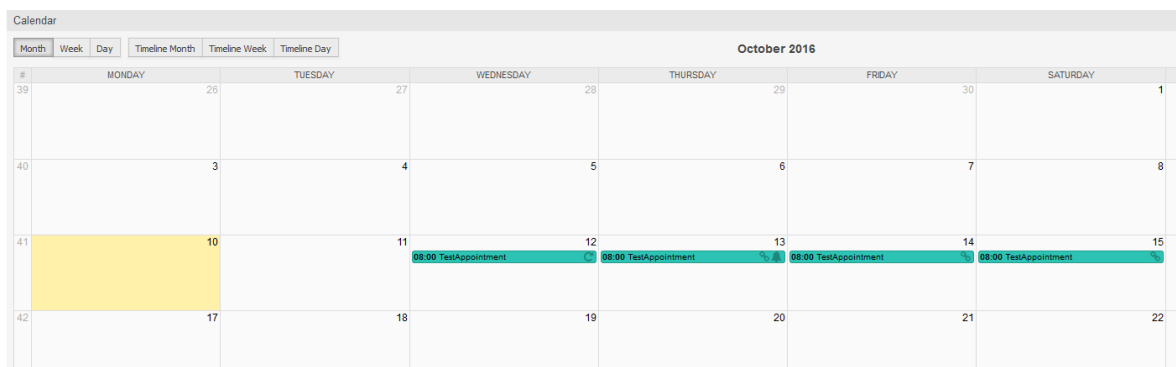 Calendar
Month Week Day Timeline Month Timeline Week Timeline Day October 2016
# MONDAY TUESDAY WEDNESDAY THURSDAY FRIDAY SATURDAY
39 26 27 28 29 30 1
40 3 4 5 6 7 8
41 10 11 12 13 14 15
08:00 TestAppointment 08:00 TestAppointment 08:00 TestAppointment 08:00 TestAppointment
42 17 18 19 20 21 22